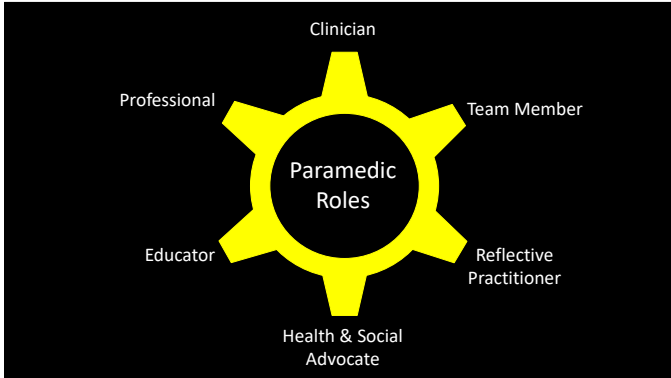 Clinician
Professional
Team Member
Paramedic
Roles
Educator
Reflective
Practitioner
Health & Social
Advocate